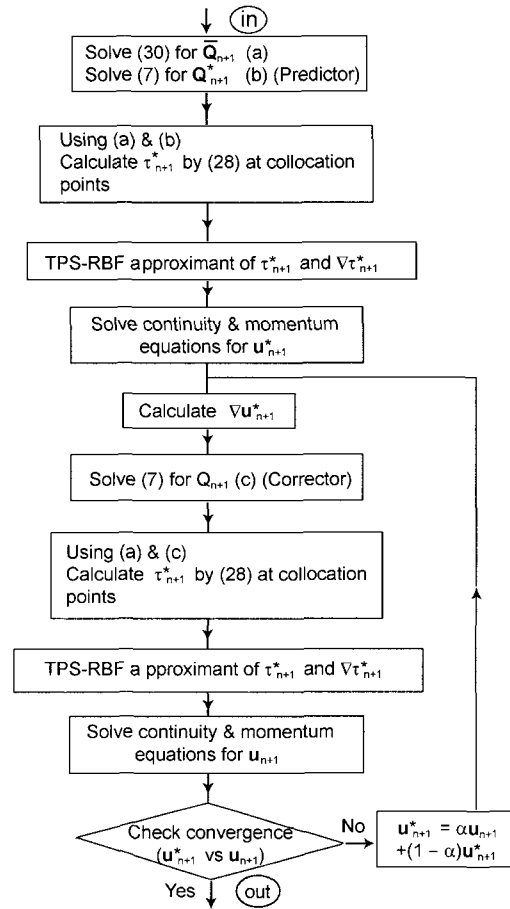 in
Solve (30) for Q̅ₙ₊₁ (a)
Solve (7) for Q*ₙ₊₁ (b) (Predictor)
Using (a) & (b)
Calculate τ*ₙ₊₁ by (28) at collocation
points
TPS-RBF approximant of τ*ₙ₊₁ and ∇τ*ₙ₊₁
Solve continuity & momentum
equations for u*ₙ₊₁
Calculate ∇u*ₙ₊₁
Solve (7) for Qₙ₊₁ (c) (Corrector)
Using (a) & (c)
Calculate τ*ₙ₊₁ by (28) at collocation
points
TPS-RBF a pproximant of τ*ₙ₊₁ and ∇τ*ₙ₊₁
Solve continuity & momentum
equations for uₙ₊₁
Check convergence
(u*ₙ₊₁ vs uₙ₊₁)
No
u*ₙ₊₁ = αuₙ₊₁
+(1 − α)u*ₙ₊₁
Yes
out